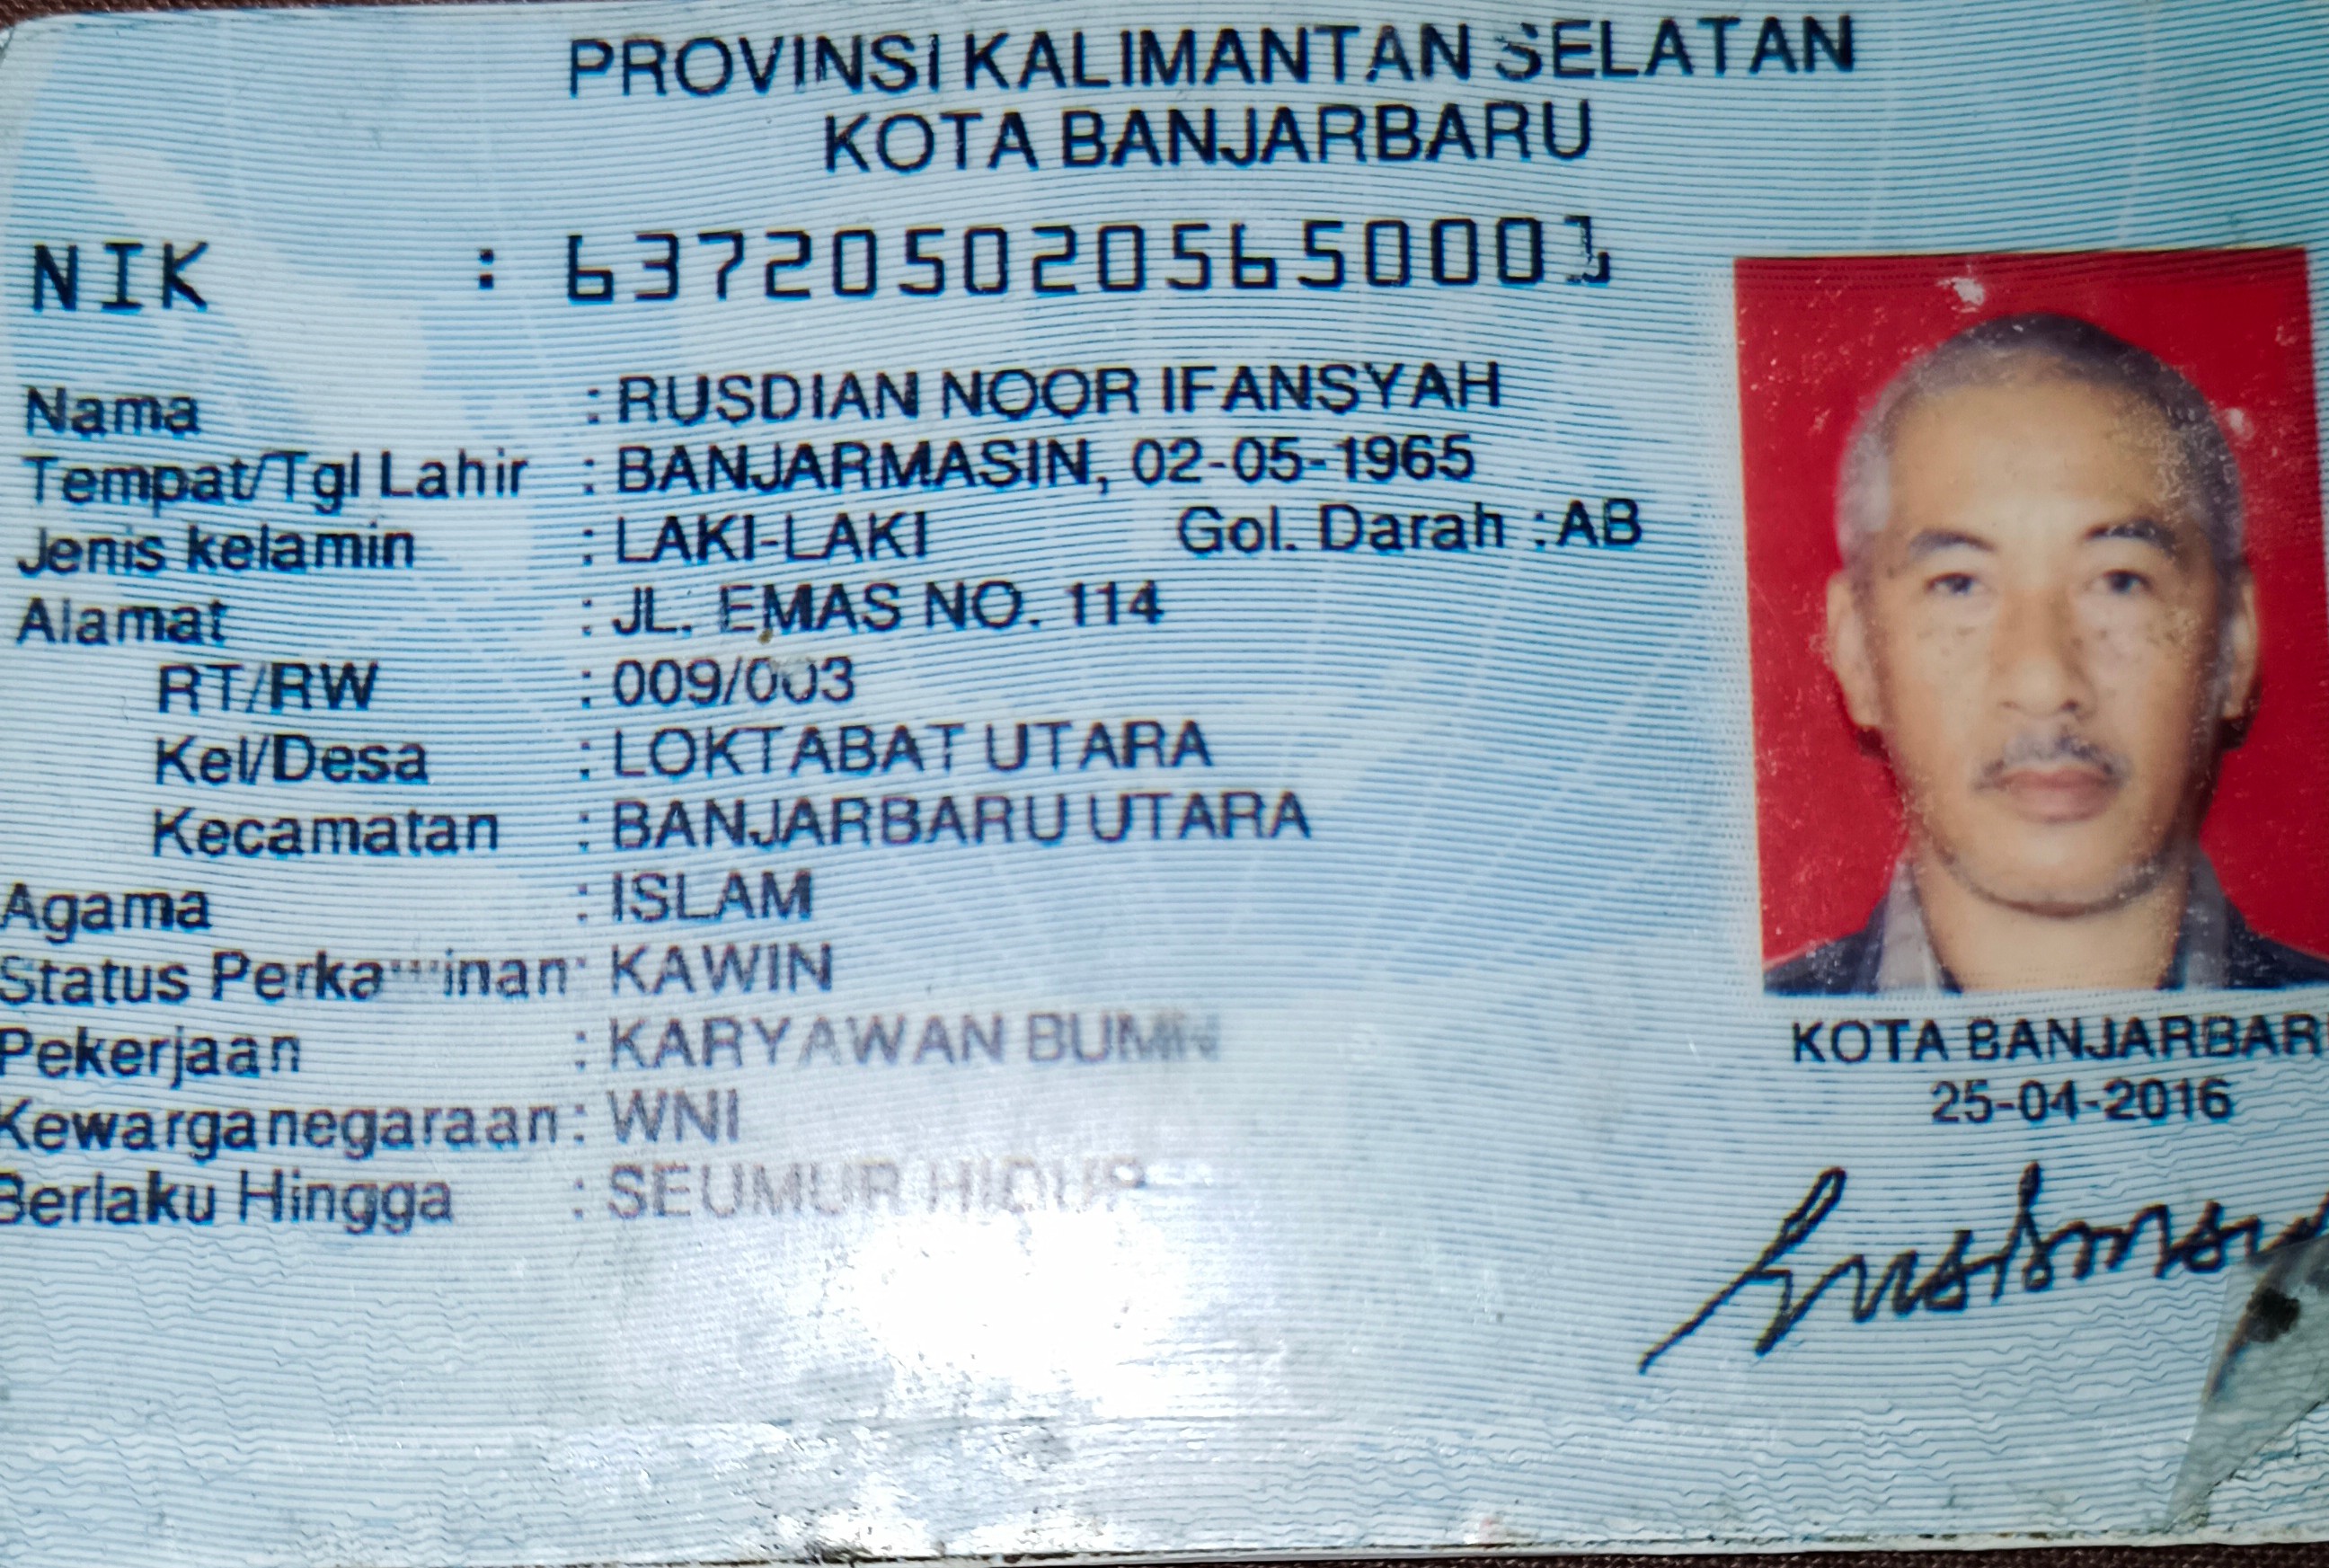 PROVINSI KALIMANTAN SELATAN
KOTA BANJARBARU
NIK : 6372050205650001
Nama : RUSDIAN NOOR IFANSYAH
Tempat/Tgl Lahir : BANJARMASIN, 02-05-1965
Jenis kelamin : LAKI-LAKI Gol. Darah : AB
Alamat : JL. EMAS NO. 114
RT/RW : 009/003
Kel/Desa : LOKTABAT UTARA
Kecamatan : BANJARBARU UTARA
Agama : ISLAM
Status Perkawinan : KAWIN
Pekerjaan : KARYAWAN BUMN
Kewarganegaraan : WNI
Berlaku Hingga : SEUMUR HIDUP
KOTA BANJARBAR
25-04-2016